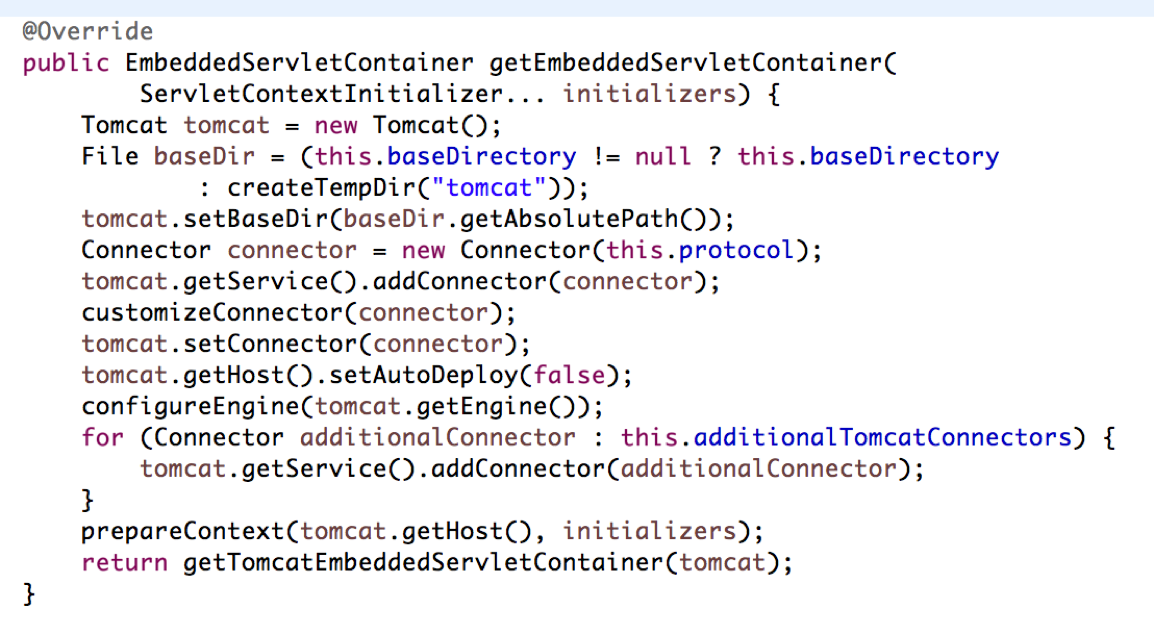 @Override
public EmbeddedServletContainer getEmbeddedServletContainer(
        ServletContextInitializer... initializers) {
    Tomcat tomcat = new Tomcat();
    File baseDir = (this.baseDirectory != null ? this.baseDirectory
            : createTempDir("tomcat"));
    tomcat.setBaseDir(baseDir.getAbsolutePath());
    Connector connector = new Connector(this.protocol);
    tomcat.getService().addConnector(connector);
    customizeConnector(connector);
    tomcat.setConnector(connector);
    tomcat.getHost().setAutoDeploy(false);
    configureEngine(tomcat.getEngine());
    for (Connector additionalConnector : this.additionalTomcatConnectors) {
        tomcat.getService().addConnector(additionalConnector);
    }
    prepareContext(tomcat.getHost(), initializers);
    return getTomcatEmbeddedServletContainer(tomcat);
}